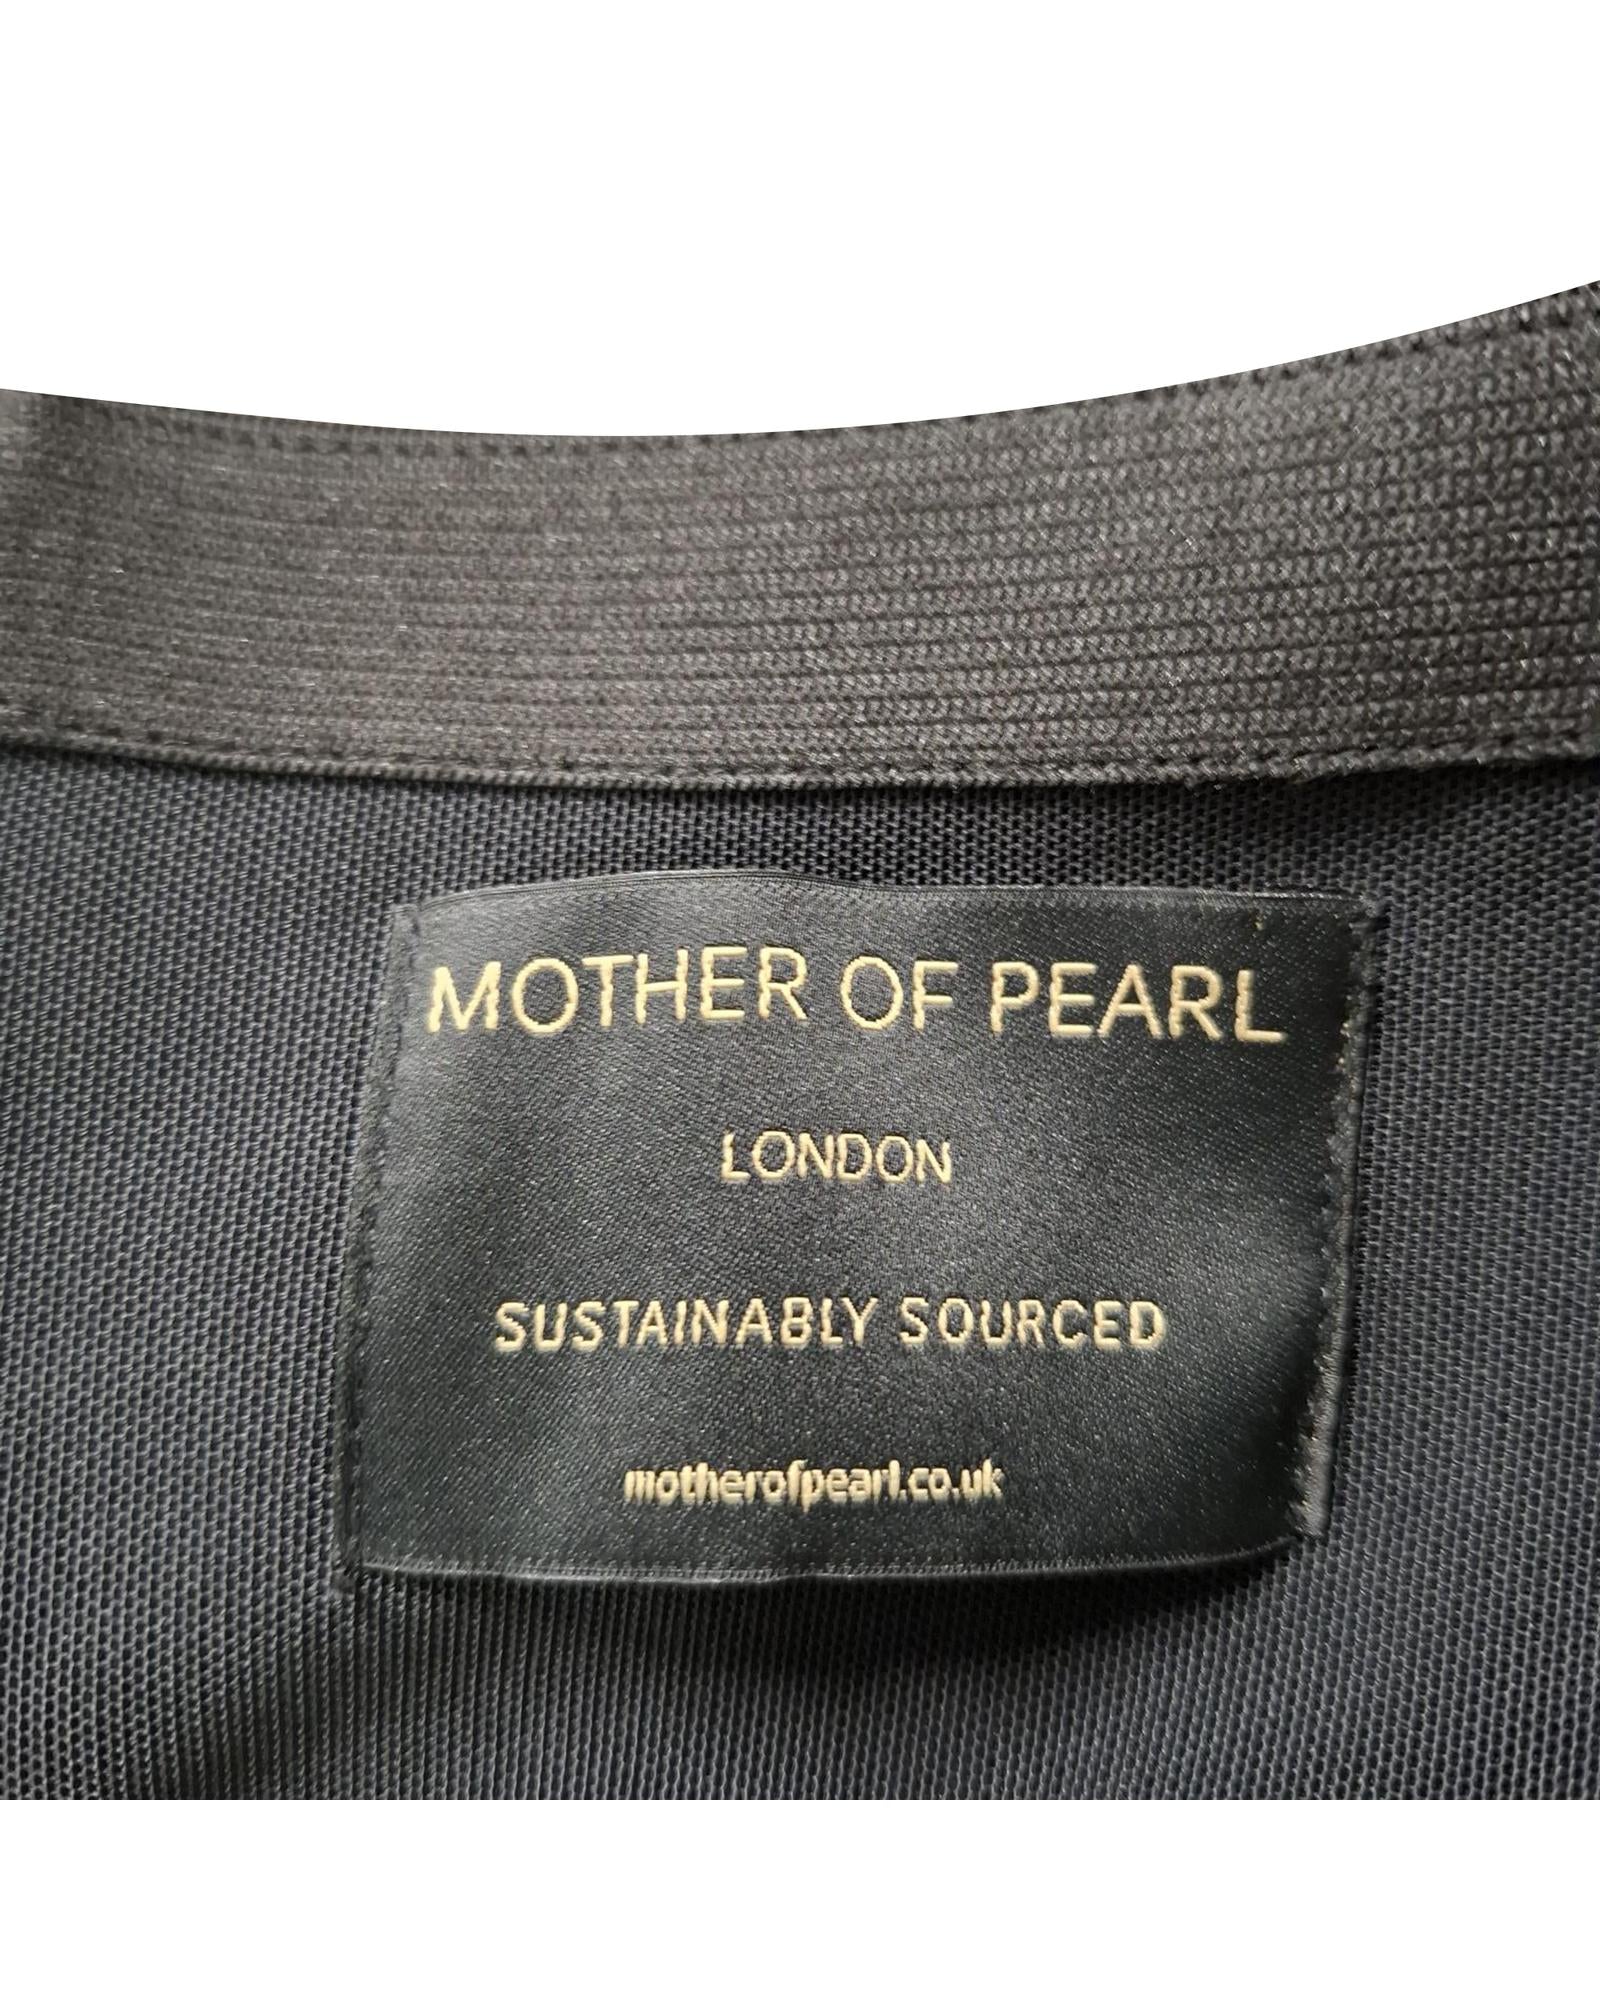 MOTHER OF PEARL
LONDON
SUSTAINABLY SOURCED
motherofpearl.co.uk